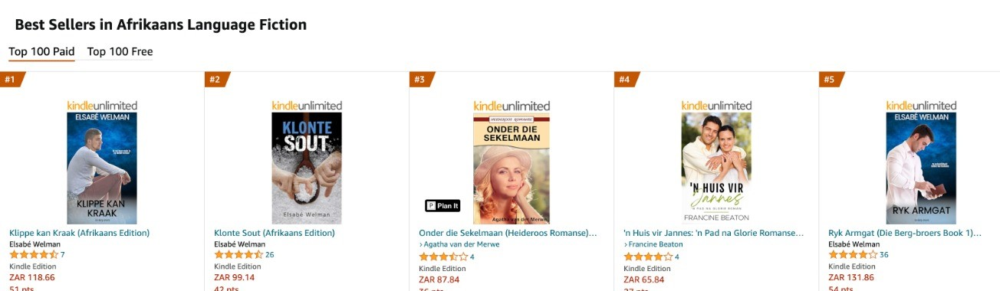 Best Sellers in Afrikaans Language Fiction
Top 100 Paid Top 100 Free
#1
kindleunlimited
ELSABÉ WELMAN
KLIPPE KAN
KRAAK
Klippe kan Kraak (Afrikaans Edition)
Elsabé Welman
7
Kindle Edition
ZAR 118.66
51 pts
#2
kindleunlimited
KLONTE
SOUT
Elsabé Welman
Klonte Sout (Afrikaans Edition)
Elsabé Welman
26
Kindle Edition
ZAR 99.14
42 pts
#3
kindleunlimited
HEIDEROOS ROMANSE
ONDER DIE
SEKELMAAN
Agatha van der Merwe
P Plan It
Onder die Sekelmaan (Heideroos Romanse)...
› Agatha van der Merwe
4
Kindle Edition
ZAR 87.84
36 pts
#4
kindleunlimited
'N HUIS VIR
Jannes
'N PAD NA GLORIE ROMAN
FRANCINE BEATON
'n Huis vir Jannes: 'n Pad na Glorie Romanse...
› Francine Beaton
4
Kindle Edition
ZAR 65.84
27 pts
#5
kindleunlimited
ELSABÉ WELMAN
RYK ARMGAT
Ryk Armgat (Die Berg-broers Book 1)...
Elsabé Welman
36
Kindle Edition
ZAR 131.86
54 pts